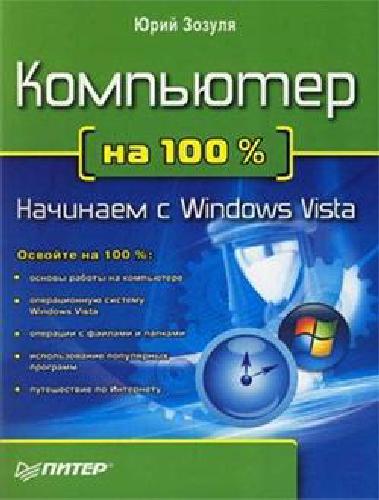 Юрий Зозуля
Компьютер
на 100 %
Начинаем с Windows Vista
Освойте на 100 %:
основы работы на компьютере
операционную систему
Windows Vista
операции с файлами и папками
использование популярных
программ
путешествие по Интернету
ПИТЕР